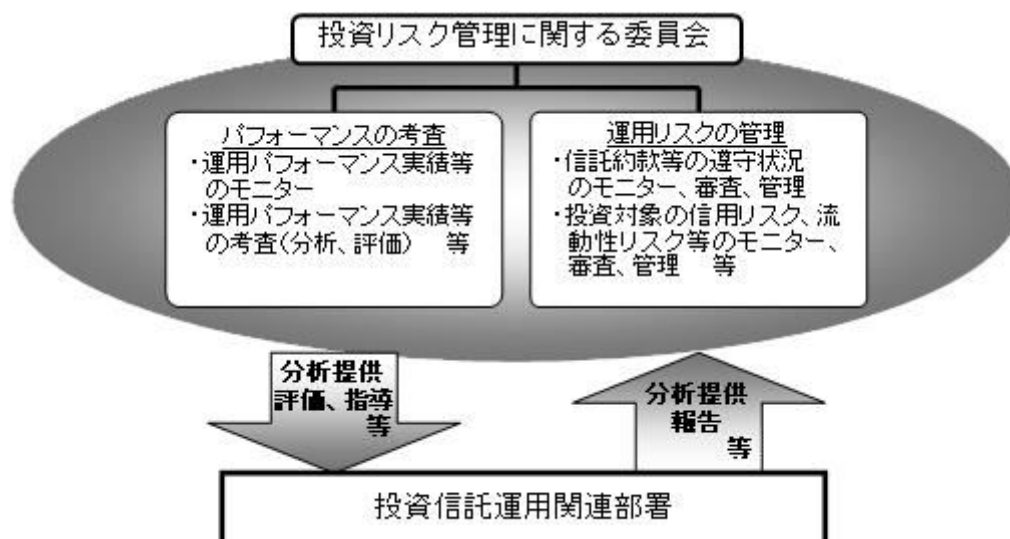 投資リスク管理に関する委員会
パフォーマンスの考査
・運用パフォーマンス実績等
のモニター
・運用パフォーマンス実績等
の考査(分析、評価) 等
運用リスクの管理
・信託約款等の遵守状況
のモニター、審査、管理
・投資対象の信用リスク、流
動性リスク等のモニター、
審査、管理 等
分析提供
評価、指導
等
分析提供
報告
等
投資信託運用関連部署